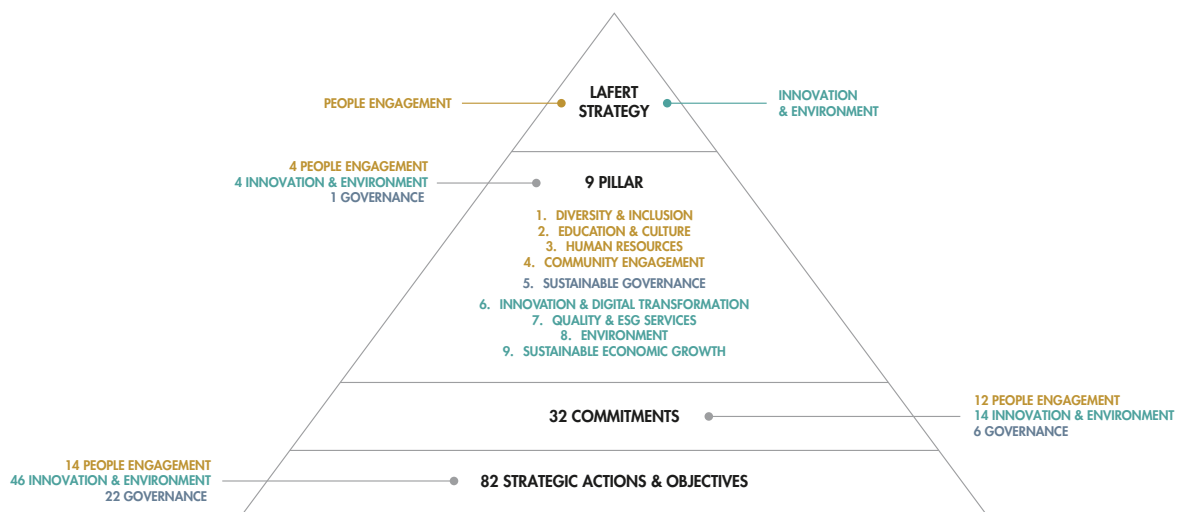 LAFERT
STRATEGY
PEOPLE ENGAGEMENT
INNOVATION
& ENVIRONMENT
4 PEOPLE ENGAGEMENT
4 INNOVATION & ENVIRONMENT
1 GOVERNANCE
9 PILLAR
1. DIVERSITY & INCLUSION
2. EDUCATION & CULTURE
3. HUMAN RESOURCES
4. COMMUNITY ENGAGEMENT
5. SUSTAINABLE GOVERNANCE
6. INNOVATION & DIGITAL TRANSFORMATION
7. QUALITY & ESG SERVICES
8. ENVIRONMENT
9. SUSTAINABLE ECONOMIC GROWTH
32 COMMITMENTS
12 PEOPLE ENGAGEMENT
14 INNOVATION & ENVIRONMENT
6 GOVERNANCE
14 PEOPLE ENGAGEMENT
46 INNOVATION & ENVIRONMENT
22 GOVERNANCE
82 STRATEGIC ACTIONS & OBJECTIVES